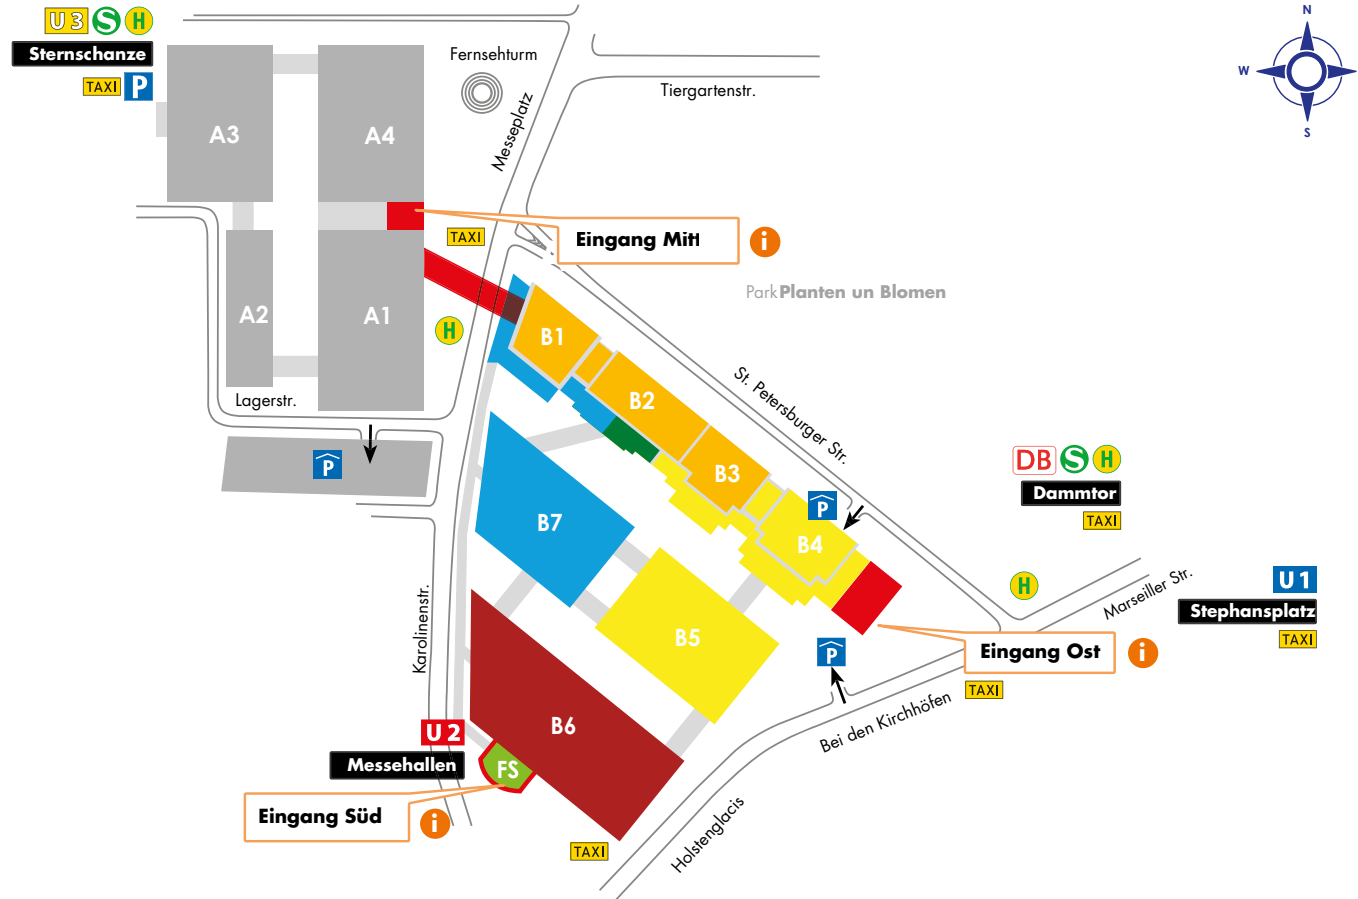 U3 S H
Sternschanze
TAXI P
Fernsehturm
Messeplatz
Tiergartenstr.
N
W E
S
A3
A4
TAXI
Eingang Mitt
i
Park Planten un Blomen
A2
A1
H
B1
B2
B3
B4
St. Petersburger Str.
P
Lagerstr.
P
DB S H
Dammtor
TAXI
B7
B5
H
Marseiller Str.
U1
Stephansplatz
TAXI
Karolinenstr.
P
Eingang Ost
i
TAXI
Bei den Kirchhöfen
B6
U2
Messehallen
FS
Eingang Süd
i
TAXI
Holstenglacis